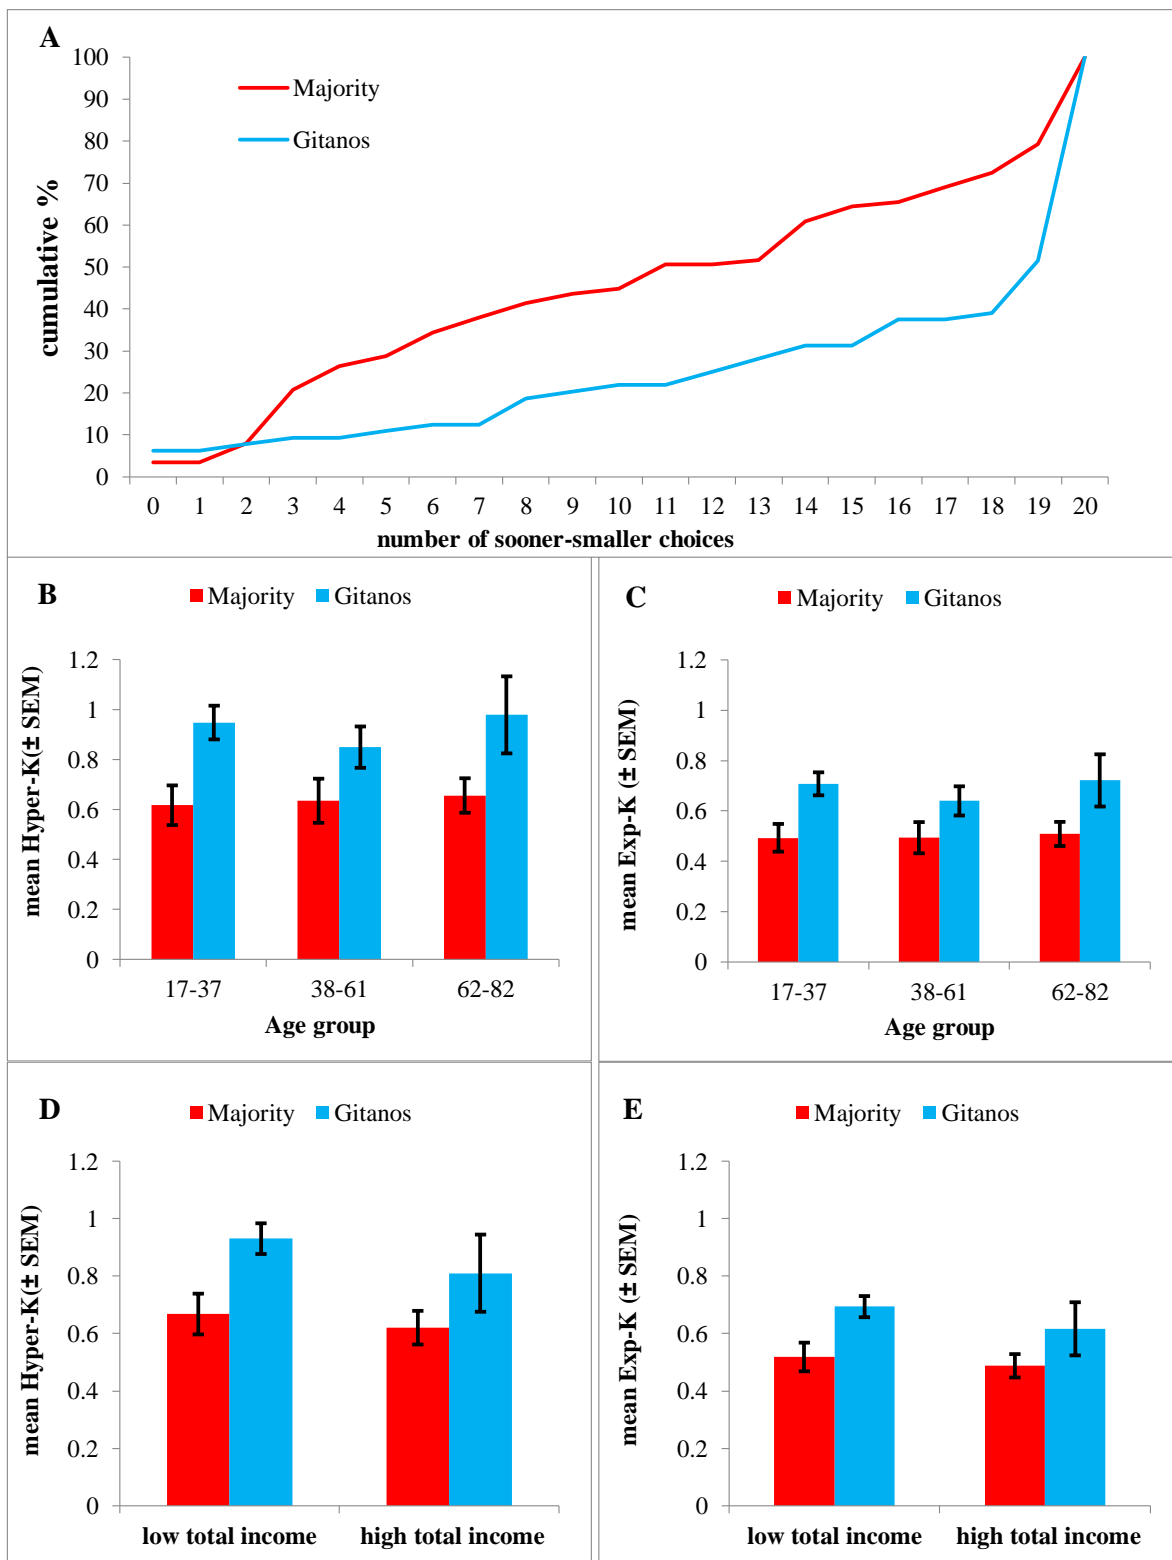 A
100
90
80
70
60
50
40
30
20
10
0
cumulative %
Majority
Gitanos
0 1 2 3 4 5 6 7 8 9 10 11 12 13 14 15 16 17 18 19 20
number of sooner-smaller choices
B
Majority Gitanos
mean Hyper-K(± SEM)
1.2
1
0.8
0.6
0.4
0.2
0
17-37 38-61 62-82
Age group
C
Majority Gitanos
mean Exp-K (± SEM)
1.2
1
0.8
0.6
0.4
0.2
0
17-37 38-61 62-82
Age group
D
Majority Gitanos
mean Hyper-K(± SEM)
1.2
1
0.8
0.6
0.4
0.2
0
low total income high total income
E
Majority Gitanos
mean Exp-K (± SEM)
1.2
1
0.8
0.6
0.4
0.2
0
low total income high total income